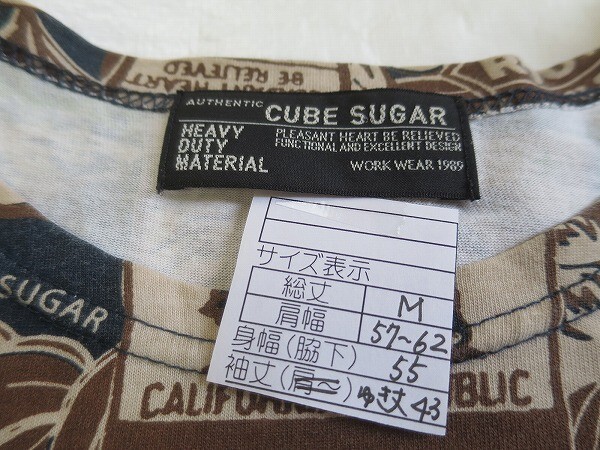 BE RELIEVED
AUTHENTIC CUBE SUGAR
HEAVY DUTY MATERIAL
PLEASANT HEART BE RELIEVED
FUNCTIONAL AND EXCELLENT DESIGN
WORK WEAR 1989
サイズ表示
M
総丈 57~62
肩幅
身幅(脇下) 55
袖丈(肩~) ゆき丈 43
SUGAR